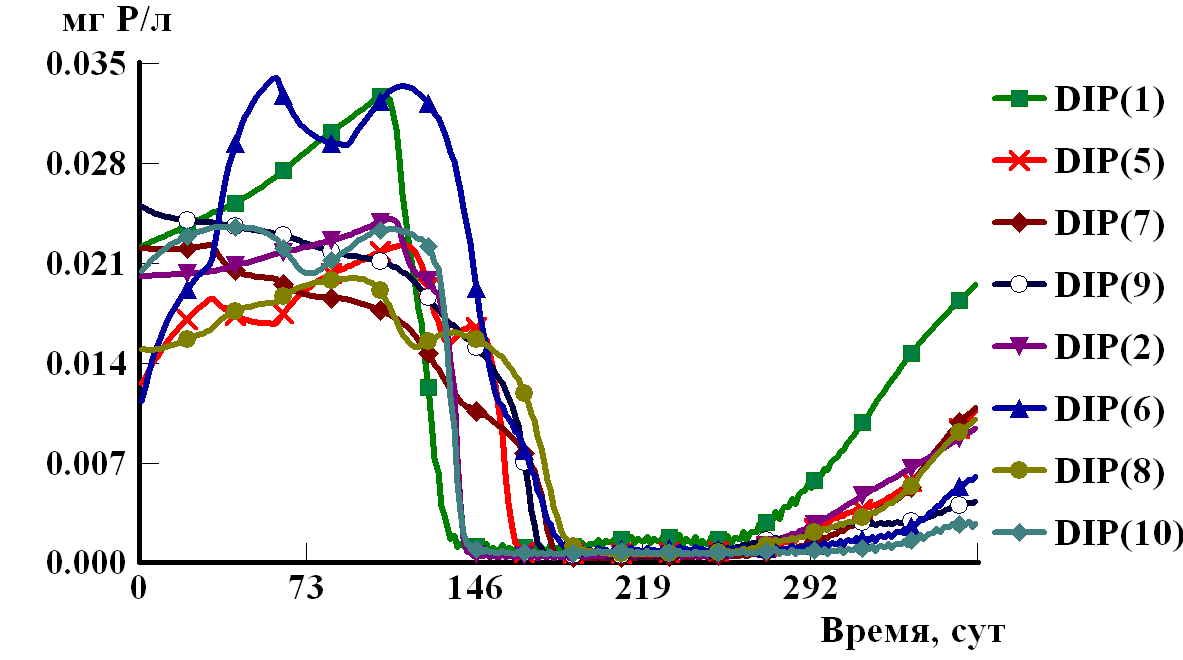 мг P/л
0.035
0.028
0.021
0.014
0.007
0.000
0 73 146 219 292
Время, сут
DIP(1)
DIP(5)
DIP(7)
DIP(9)
DIP(2)
DIP(6)
DIP(8)
DIP(10)